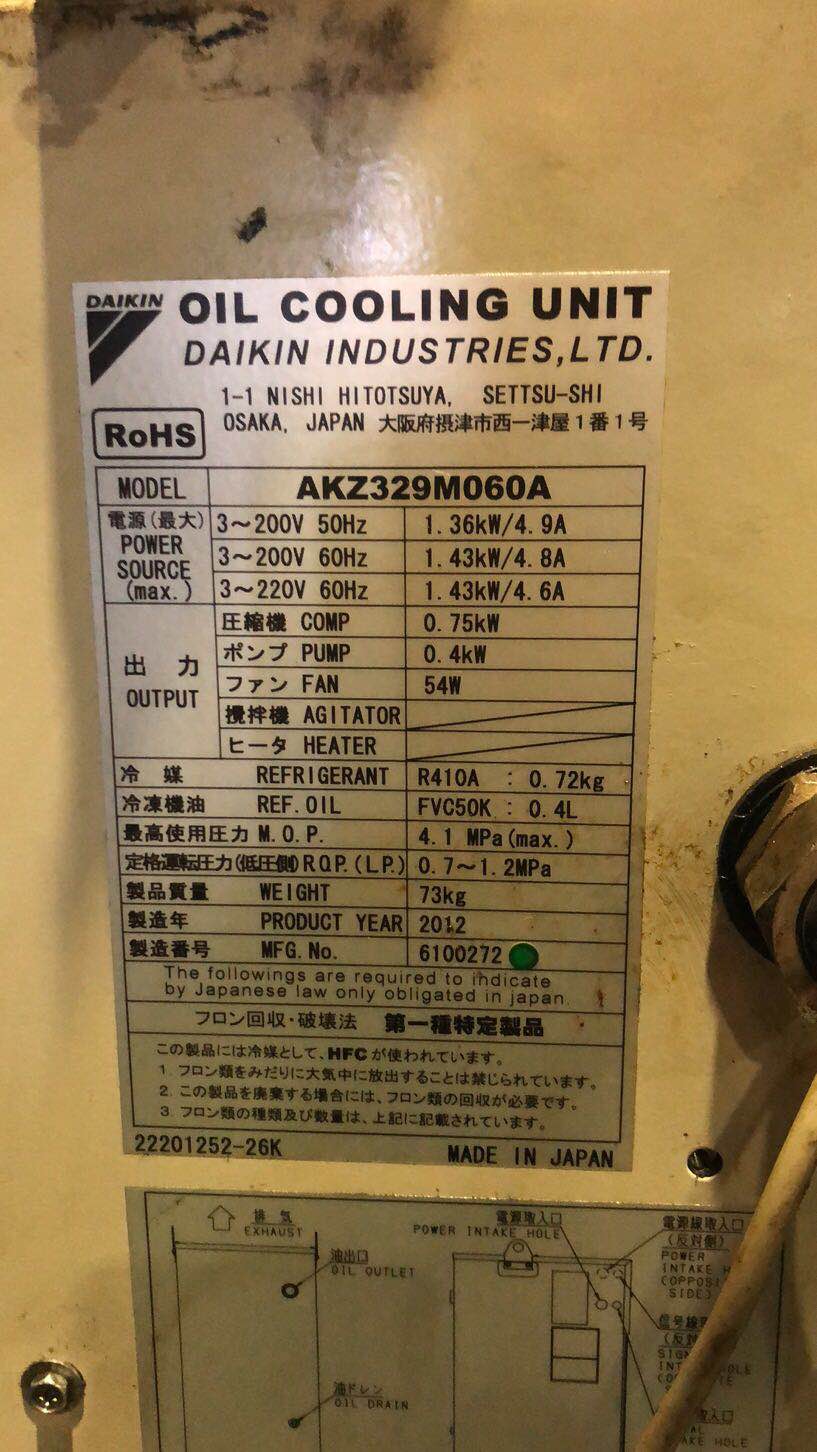 DAIKIN OIL COOLING UNIT
DAIKIN INDUSTRIES,LTD.
1-1 NISHI HITOTSUYA, SETTSU-SHI
RoHS OSAKA, JAPAN 大阪府摂津市西一津屋1番1号
MODEL AKZ329M060A
電源(最大) POWER SOURCE (max.)
3～200V 50Hz 1.36kW/4.9A
3～200V 60Hz 1.43kW/4.8A
3～220V 60Hz 1.43kW/4.6A
出力 OUTPUT
圧縮機 COMP 0.75kW
ポンプ PUMP 0.4kW
ファン FAN 54W
攪拌機 AGITATOR
ヒータ HEATER
冷媒 REFRIGERANT R410A : 0.72kg
冷凍機油 REF.OIL FVC50K : 0.4L
最高使用圧力 M.O.P. 4.1 MPa(max.)
定格運転圧力(低圧側)R.O.P.(L.P.) 0.7～1.2MPa
製品質量 WEIGHT 73kg
製造年 PRODUCT YEAR 2012
製造番号 MFG.No. 6100272
The followings are required to indicate
by Japanese law only obligated in japan.
フロン回収・破壊法 第一種特定製品
この製品には冷媒として、HFCが使われています。
1. フロン類をみだりに大気中に放出することは禁じられています。
2. この製品を廃棄する場合には、フロン類の回収が必要です。
3. フロン類の種類及び数量は、上記に記載されています。
22201252-26K MADE IN JAPAN
排気
EXHAUST
油出口
OIL OUTLET
電源取入口
POWER INTAKE HOLE
電源線取入口
(反対側)
POWER
INTAKE
SIDE)
信号線
油ドレン
OIL DRAIN
取入口
INTAKE HOLE